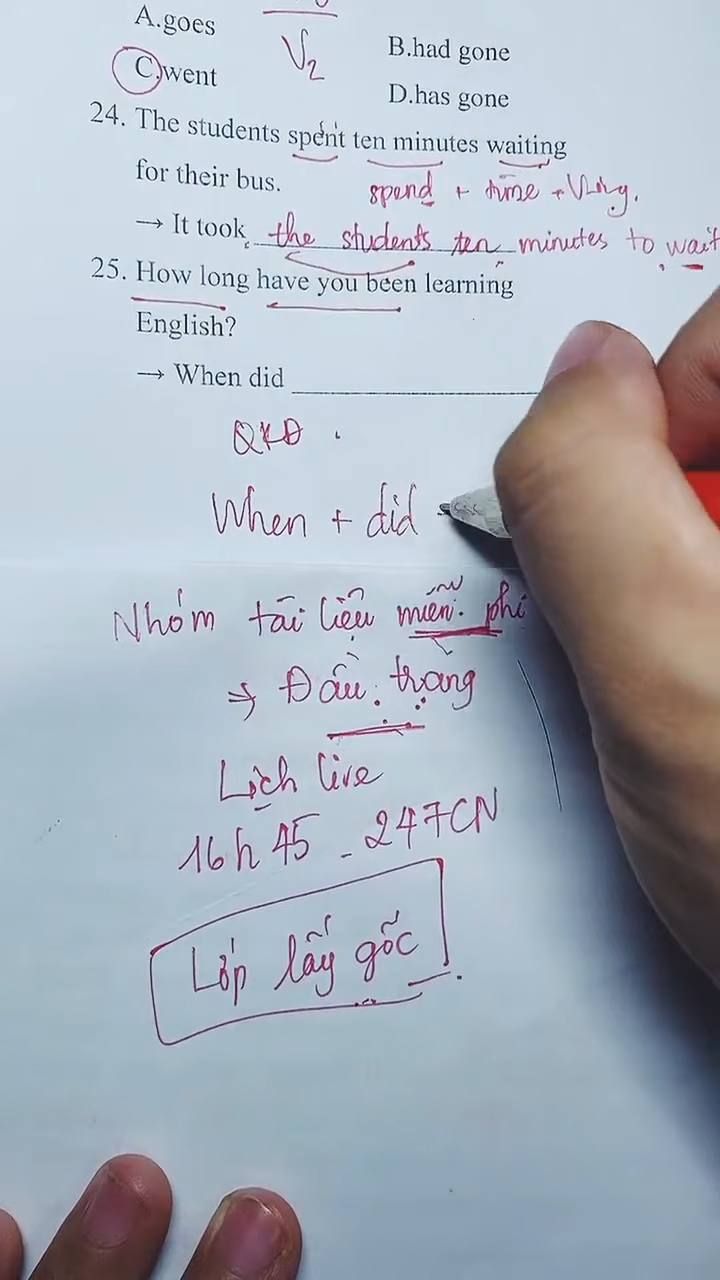 A.goes
V2
B.had gone
C.went
D.has gone
24. The students spent ten minutes waiting
for their bus.
spend + time + Ving.
→ It took the students ten minutes to wait
25. How long have you been learning
English?
→ When did
QKĐ
When + did
Nhóm tài liệu miễn phí
⇒ Đầu trang
Lịch live
16h45 - 247CN
Lớp lấy gốc